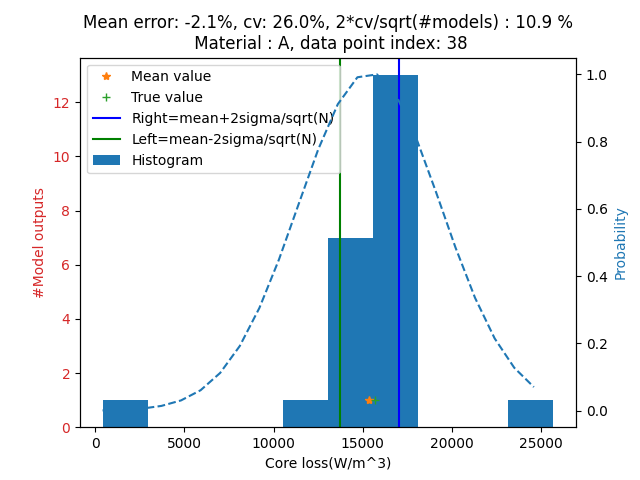 Mean error: -2.1%, cv: 26.0%, 2*cv/sqrt(#models) : 10.9 %
Material : A, data point index: 38
Mean value
True value
Right=mean+2sigma/sqrt(N)
Left=mean-2sigma/sqrt(N)
Histogram
#Model outputs
12
10
8
6
4
2
0
Probability
1.0
0.8
0.6
0.4
0.2
0.0
0 5000 10000 15000 20000 25000
Core loss(W/m^3)